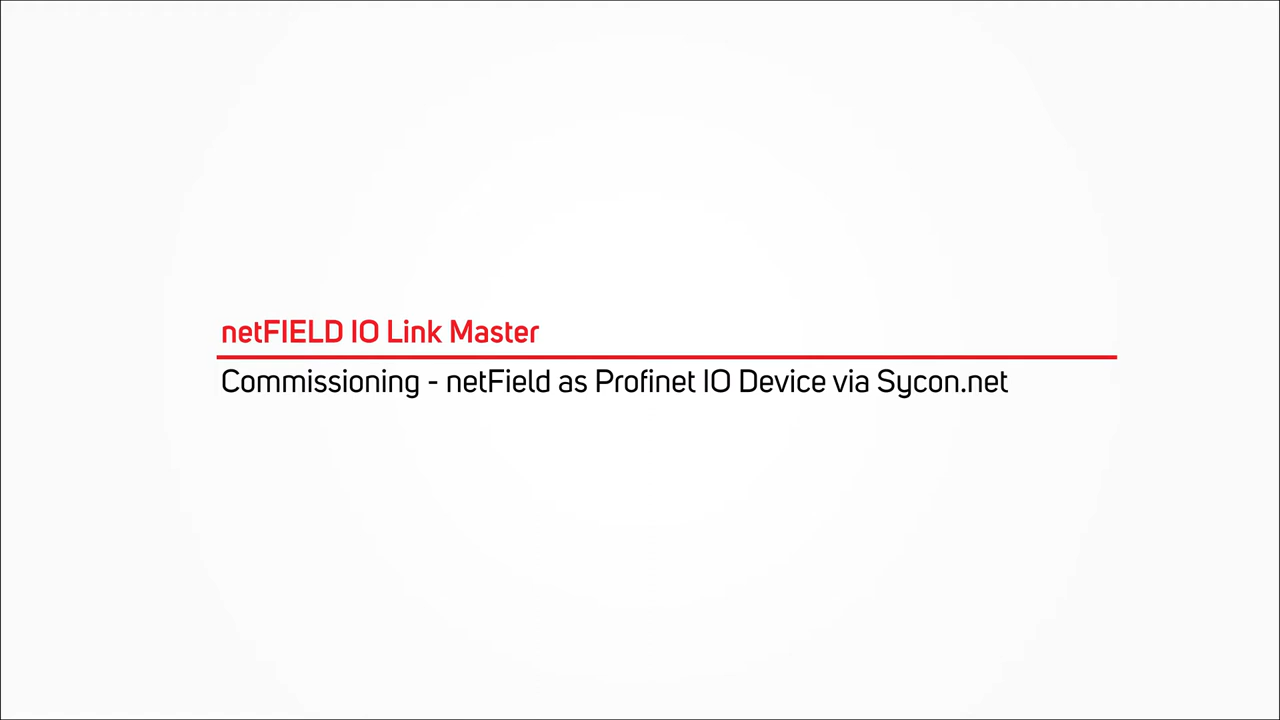 netFIELD IO Link Master
Commissioning - netField as Profinet IO Device via Sycon.net